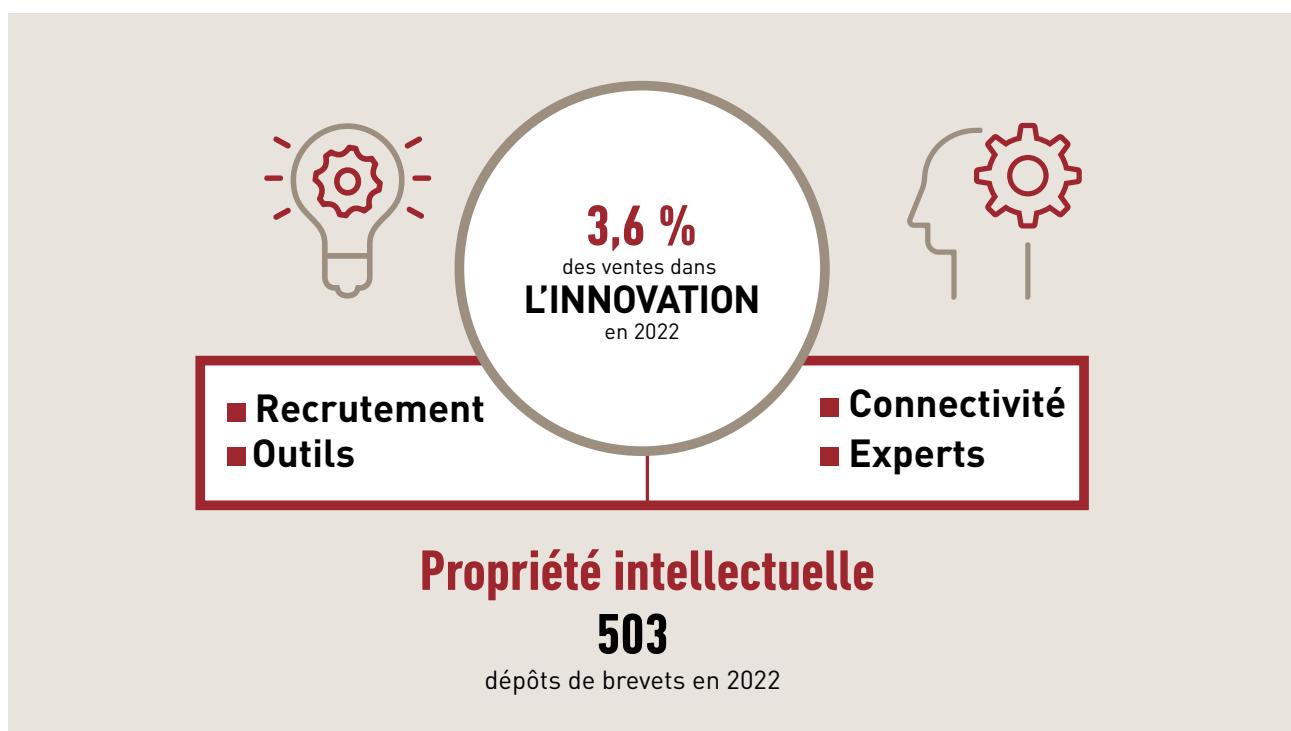 3,6 %
des ventes dans
L’INNOVATION
en 2022
Recrutement
Outils
Connectivité
Experts
Propriété intellectuelle
503
dépôts de brevets en 2022